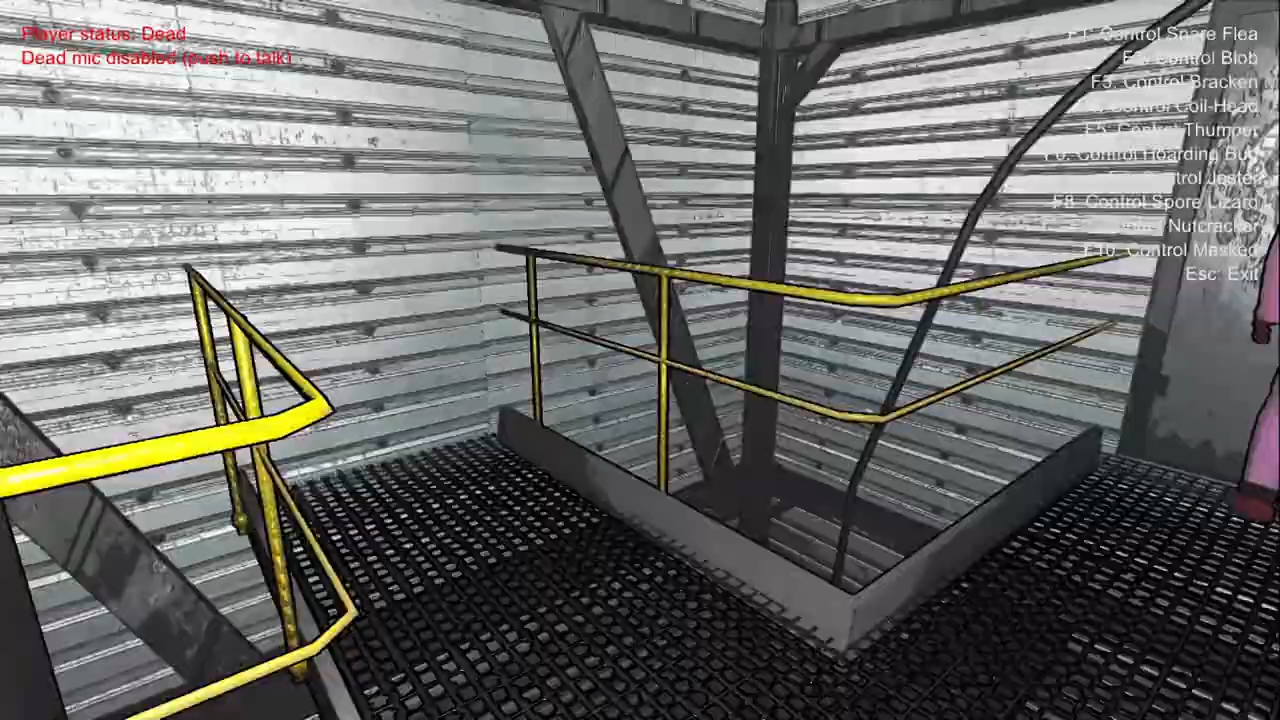 Player status: Dead
Dead mic disabled (push to talk)
F1: Control Snare Flea
Control Blob
F3: Control Bracken
Control Coil-Head
F5: Control Thumper
F6: Control Hoarding Bug
Control Jester
F8: Control Spore Lizard
Nutcracker
F10: Control Masked
Esc: Exit